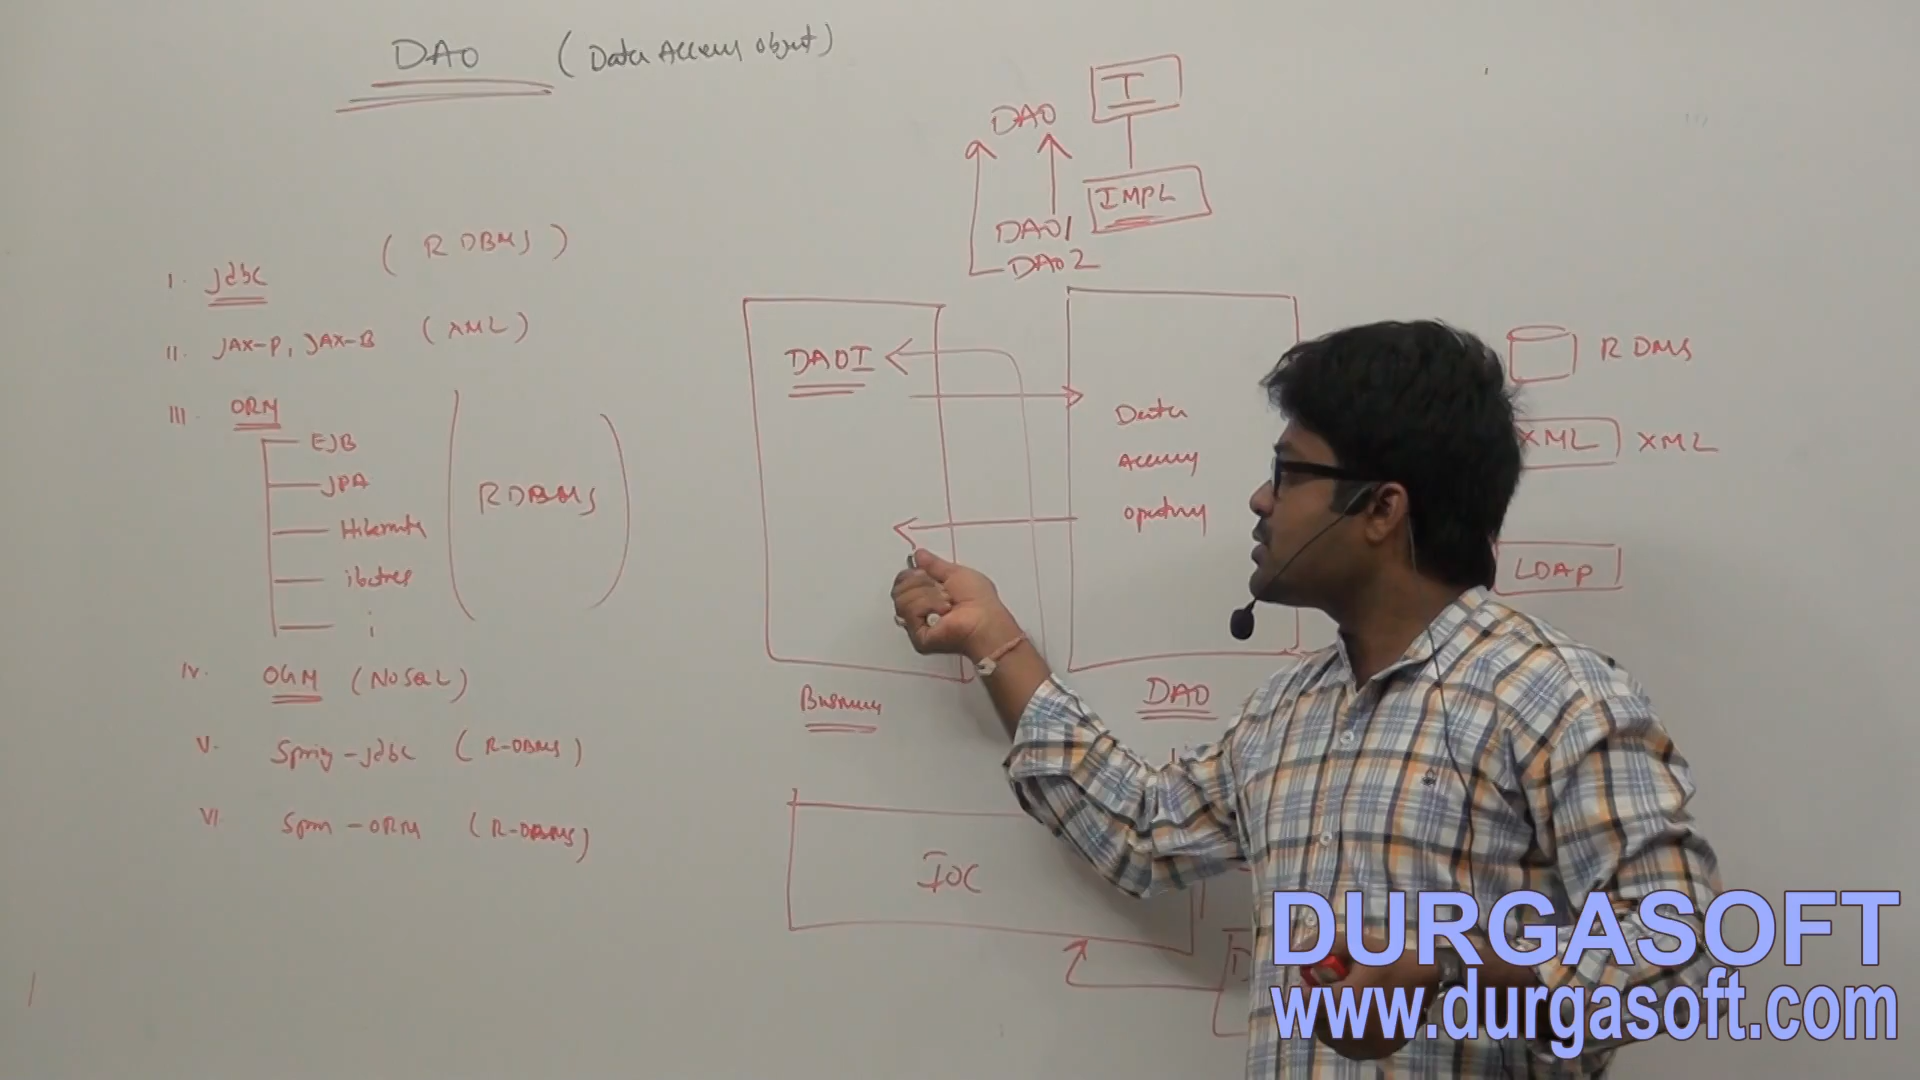 DAO (Data Access object)
I. jdbc (RDBMS)
II. JAX-P, JAX-B (XML)
III. ORM
EJB
JPA
Hibernate
ibatis
RDBMS
IV. OGM (NOSQL)
V. Spring-jdbc (R-DBMS)
VI. Sprin-ORM (R-DBMS)
DAO
I
IMPL
DAO1
DAO2
DAOI
Data
Access
Operations
Business
DAO
IOC
RDMS
XML XML
LDAP
DURGASOFT
www.durgasoft.com